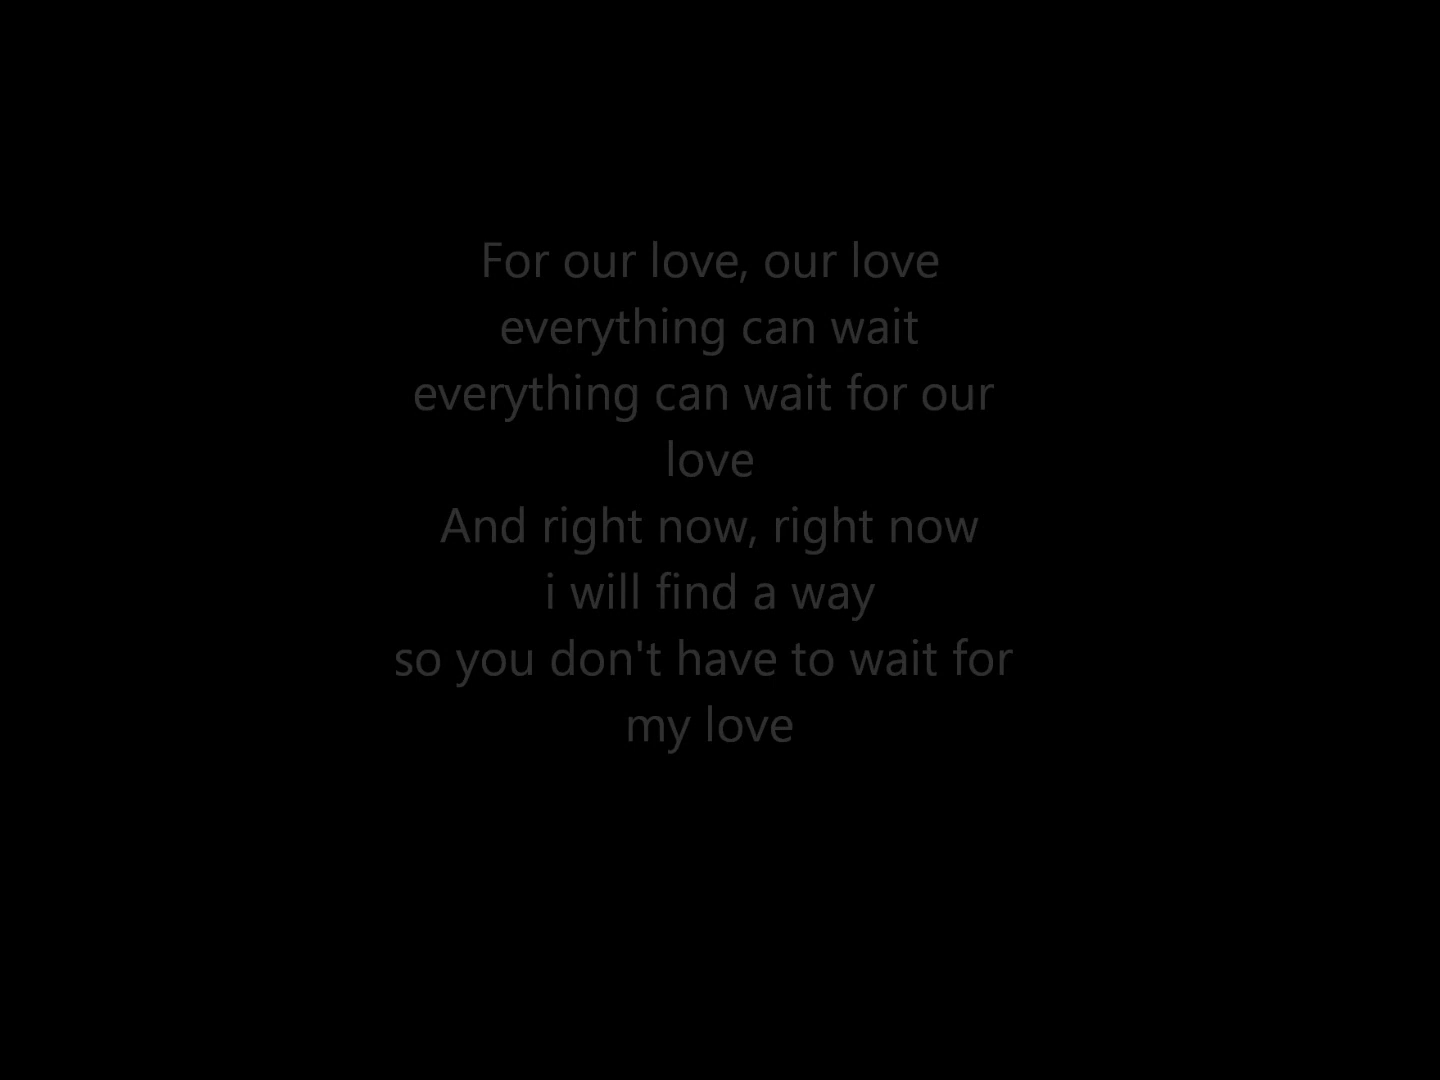 For our love, our love
everything can wait
everything can wait for our
love
And right now, right now
i will find a way
so you don't have to wait for
my love